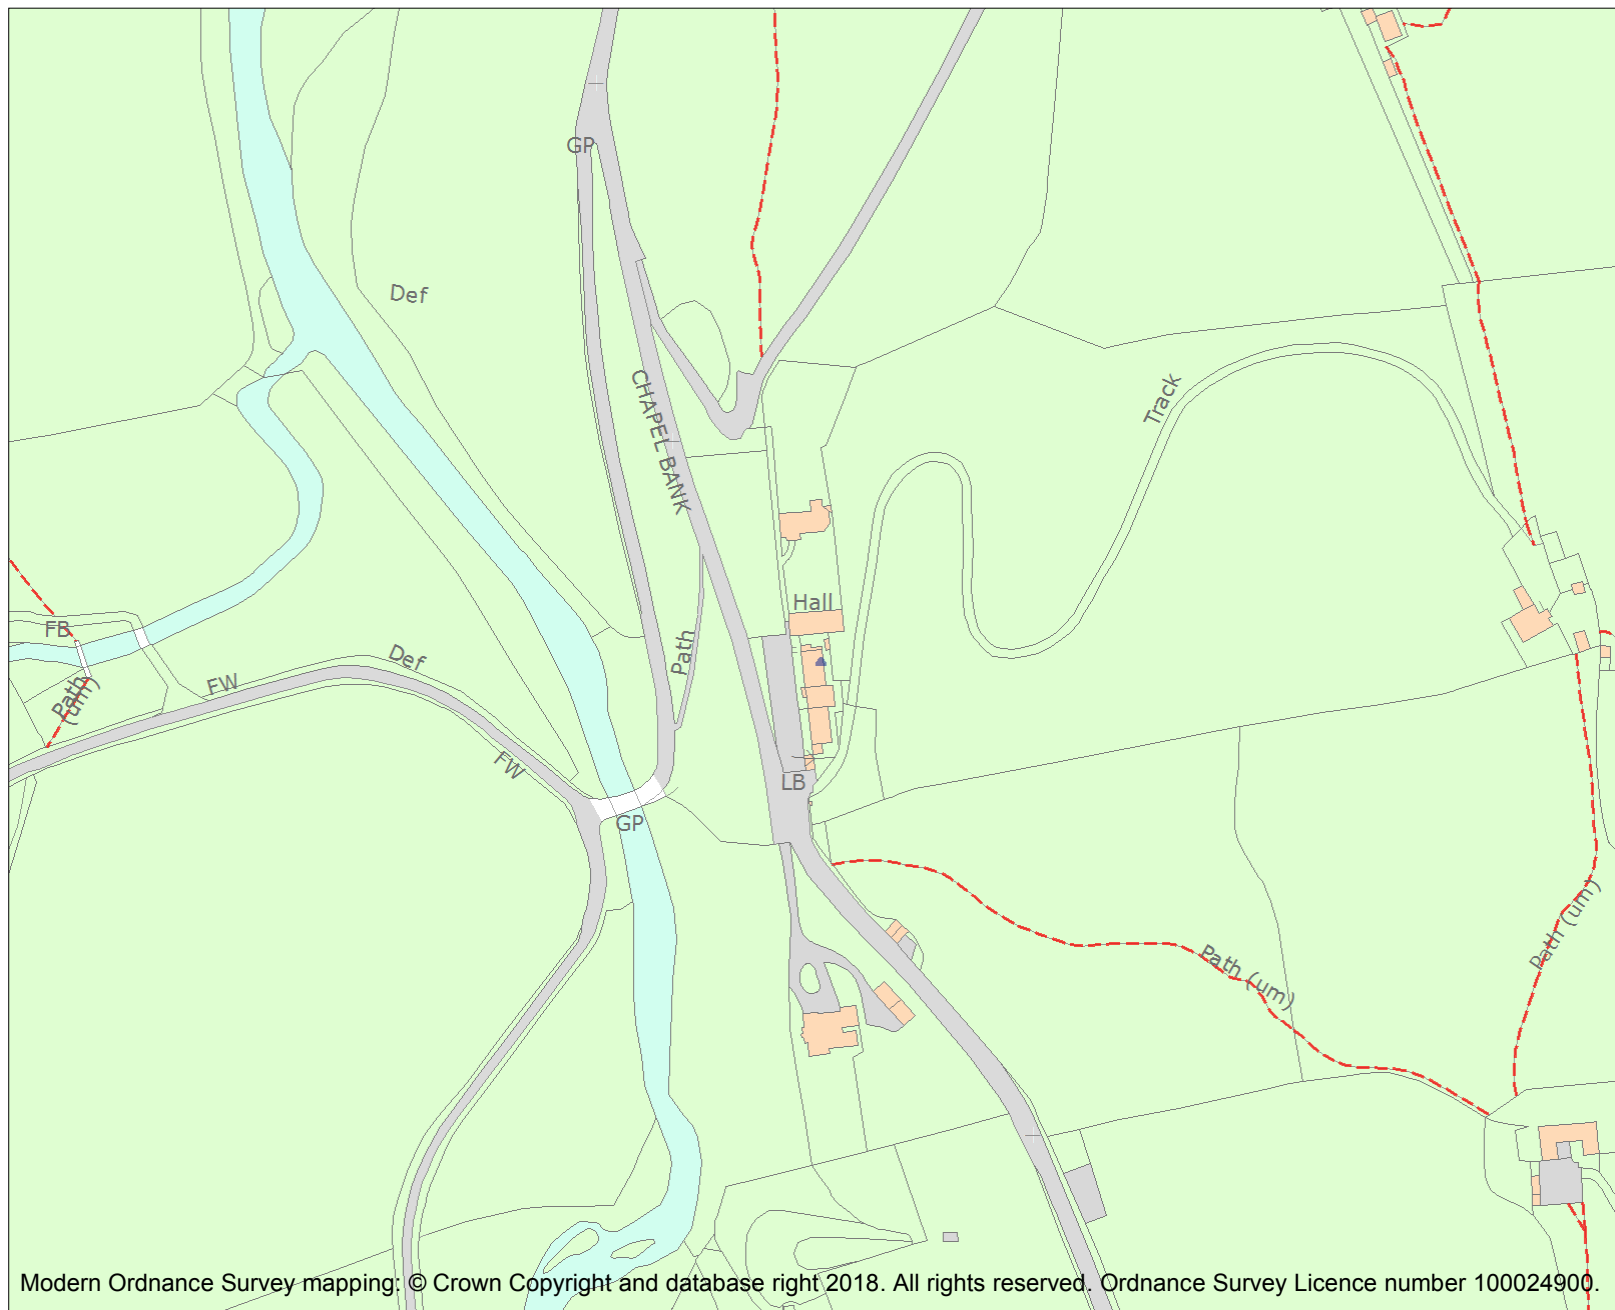 GP
Def
Track
CHAPEL BANK
Hall
FB
Path
Def
FW
Path
(um)
FW
LB
GP
Path (um)
Path (um)
Modern Ordnance Survey mapping: © Crown Copyright and database right 2018. All rights reserved. Ordnance Survey Licence number 100024900.